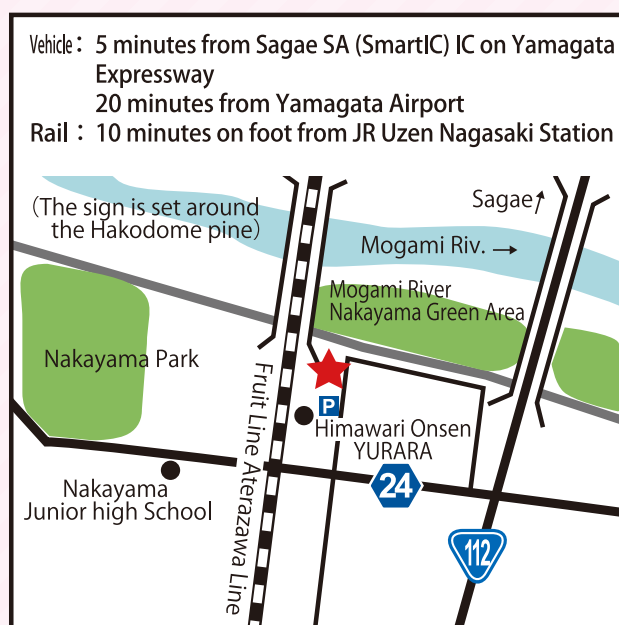 Vehicle: 5 minutes from Sagae SA (SmartIC) IC on Yamagata
Expressway
20 minutes from Yamagata Airport
Rail : 10 minutes on foot from JR Uzen Nagasaki Station
(The sign is set around
the Hakodome pine)
Sagae
Mogami Riv. →
Mogami River
Nakayama Green Area
Nakayama Park
Fruit Line Aterazawa Line
P
Himawari Onsen
YURARA
Nakayama
Junior high School
24
112